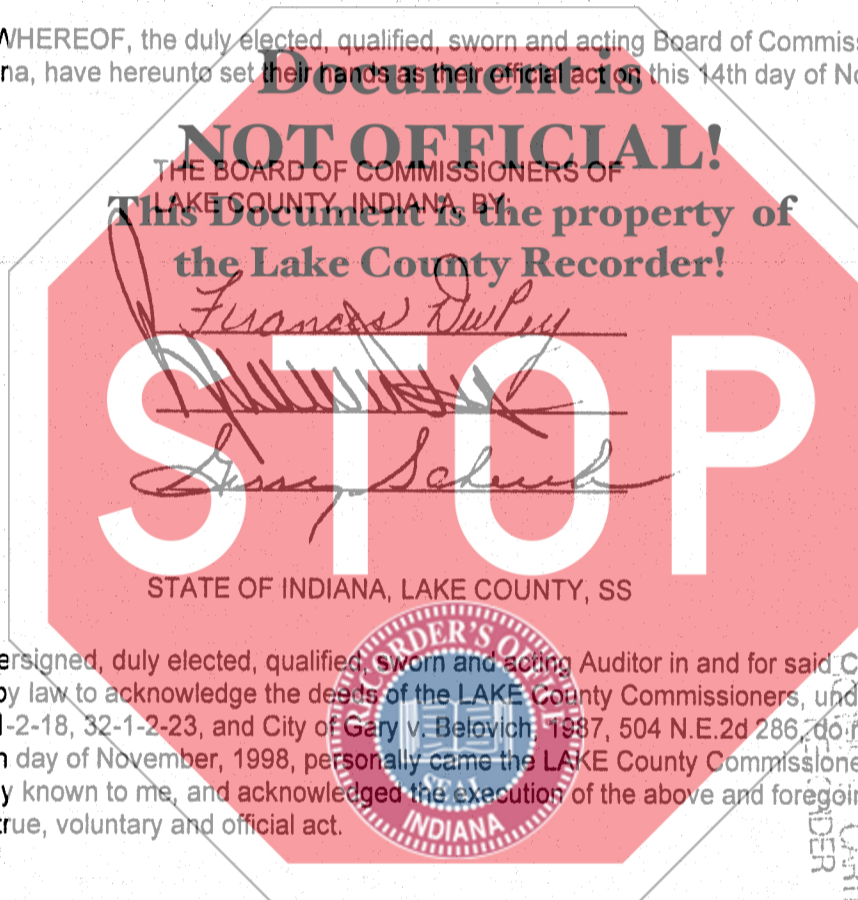 WHEREOF, the duly elected, qualified, sworn and acting Board of Commis
na, have hereunto set their hands as their official act on this 14th day of No
Document is
NOT OFFICIAL!
THE BOARD OF COMMISSIONERS OF
LAKE COUNTY, INDIANA, BY:
This Document is the property of
the Lake County Recorder!
Frances DuPey
Gerry Scheub
STOP
STATE OF INDIANA, LAKE COUNTY, SS
ersigned, duly elected, qualified, sworn and acting Auditor in and for said C
by law to acknowledge the deeds of the LAKE County Commissioners, und
-2-18, 32-1-2-23, and City of Gary v. Belovich, 1987, 504 N.E.2d 286, do
day of November, 1998, personally came the LAKE County Commissione
y known to me, and acknowledged the execution of the above and foregoin
true, voluntary and official act.
RECORDER'S OFFI
SEAL
INDIANA
DER